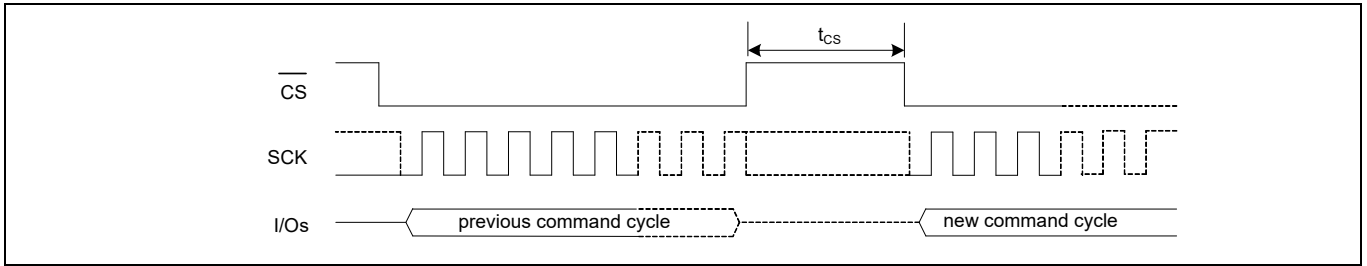 tCS
CS
SCK
I/Os
previous command cycle
new command cycle